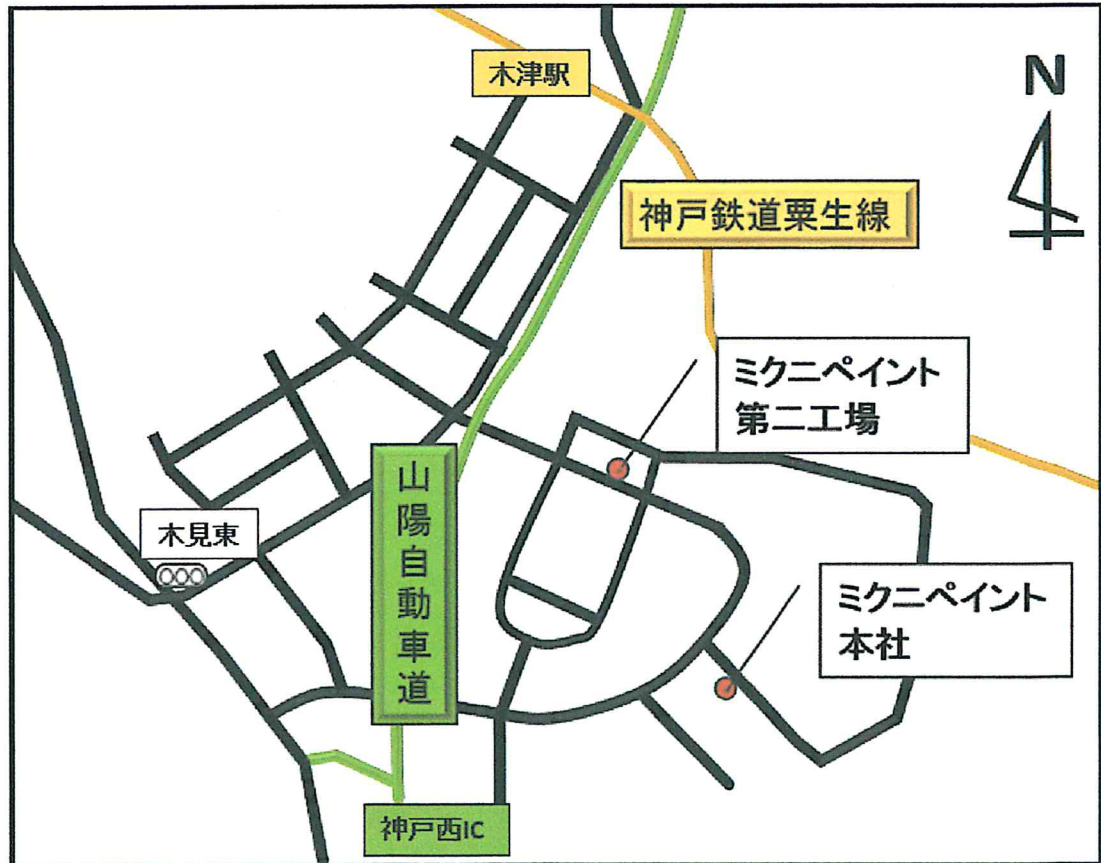 木津駅
N
神戸鉄道粟生線
ミクニペイント
第二工場
山陽自動車道
木見東
ミクニペイント
本社
神戸西IC